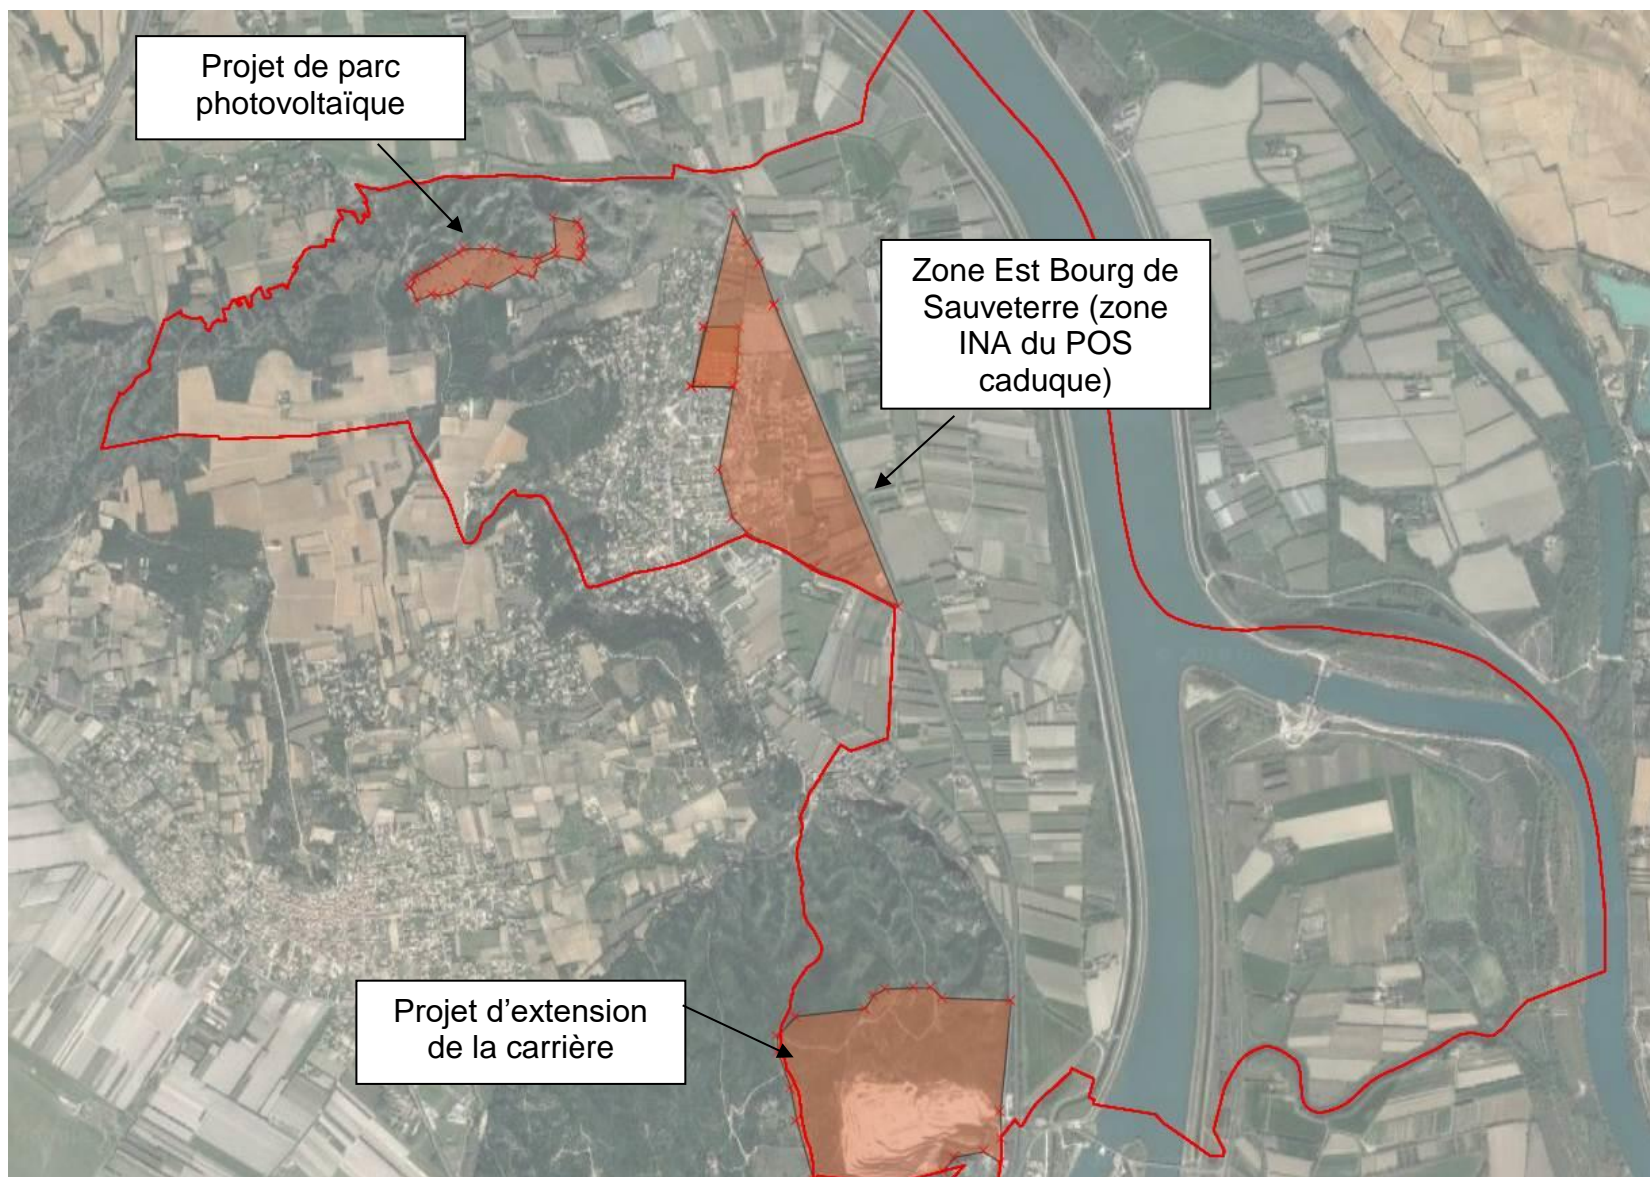 Projet de parc
photovoltaïque
Zone Est Bourg de
Sauveterre (zone
INA du POS
caduque)
Projet d’extension
de la carrière